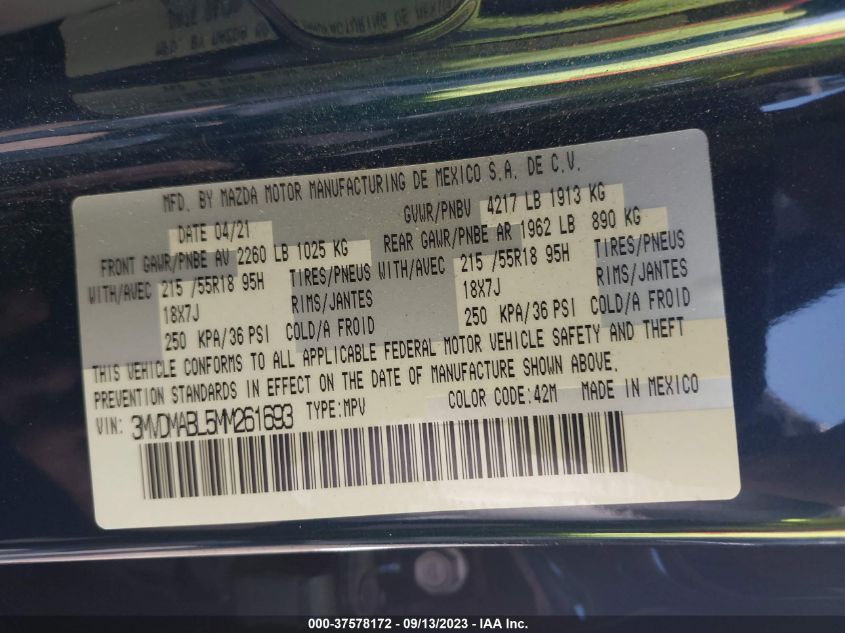 MFD. BY MAZDA MOTOR MANUFACTURING DE MEXICO S.A. DE C.V.
DATE 04/21 GVWR/PNBV 4217 LB 1913 KG
FRONT GAWR/PNBE AV 2260 LB 1025 KG REAR GAWR/PNBE AR 1962 LB 890 KG
WITH/AVEC 215 /55R18 95H TIRES/PNEUS WITH/AVEC 215 /55R18 95H TIRES/PNEUS
18X7J RIMS/JANTES 18X7J RIMS/JANTES
250 KPA/36 PSI COLD/A FROID 250 KPA/36 PSI COLD/A FROID
THIS VEHICLE CONFORMS TO ALL APPLICABLE FEDERAL MOTOR VEHICLE SAFETY AND THEFT
PREVENTION STANDARDS IN EFFECT ON THE DATE OF MANUFACTURE SHOWN ABOVE.
VIN: 3MVDMABL5MM261693 TYPE:MPV COLOR CODE:42M MADE IN MEXICO
000-37578172 - 09/13/2023 - IAA Inc.